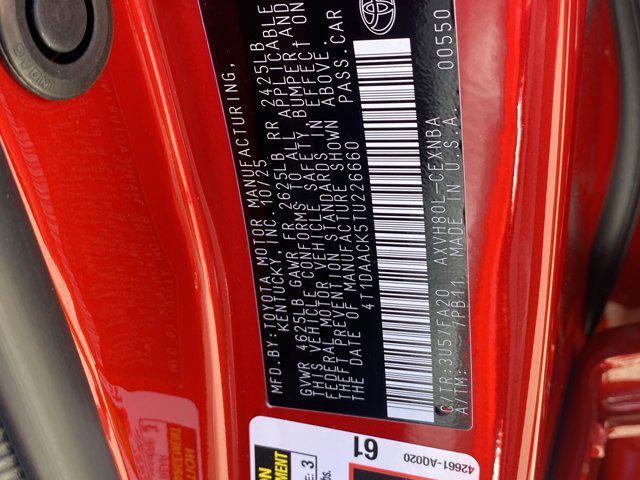 MFD.BY:TOYOTA MOTOR MANUFACTURING,
KENTUCKY, INC. 10/25
GVWR 4625LB GAWR FR 2625LB RR 2425LB
THIS VEHICLE CONFORMS TO ALL APPLICABLE
FEDERAL MOTOR VEHICLE SAFETY, BUMPER, AND
THEFT PREVENTION STANDARDS IN EFFECT ON
THE DATE OF MANUFACTURE SHOWN ABOVE.
4T1DAACK5TU226660 PASS.CAR
C/TR:3U5/FA20 AXVH80L-CEXNBA
A/TM: /PB11 MADE IN U.S.A. 00550
61
42661-AQ020